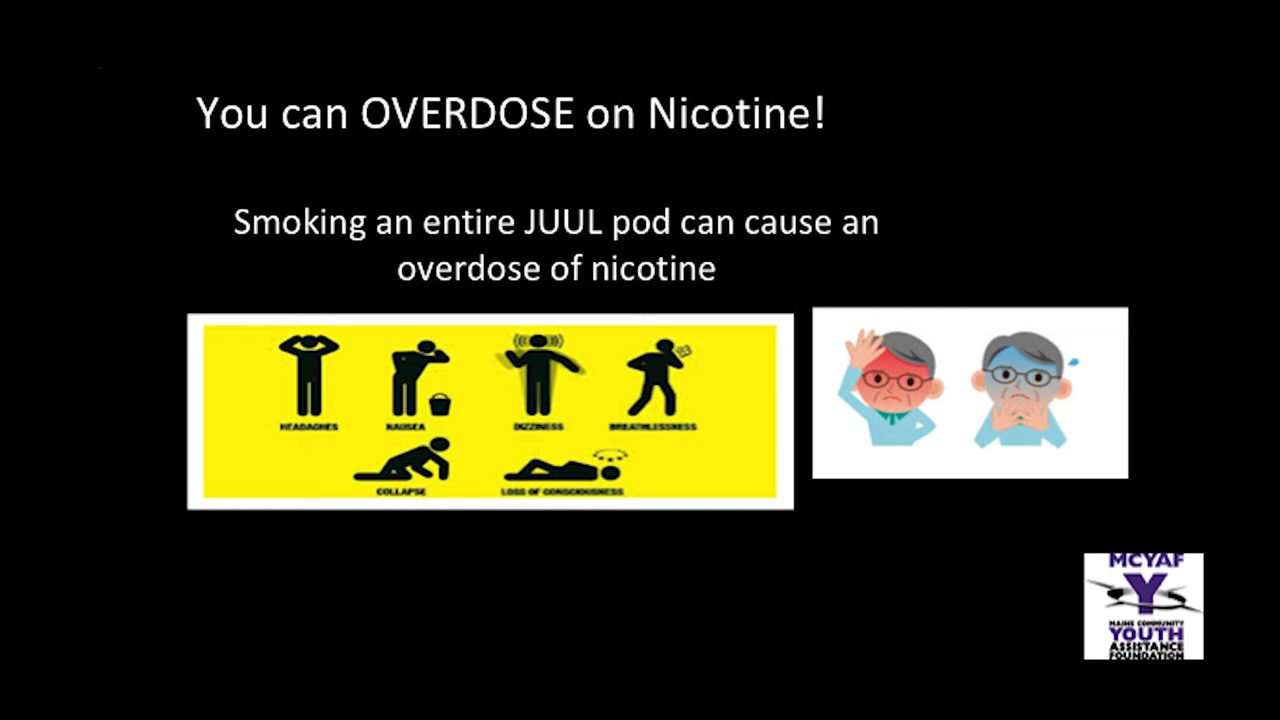 You can OVERDOSE on Nicotine!
Smoking an entire JUUL pod can cause an
overdose of nicotine
HEADACHES NAUSEA DIZZINESS BREATHLESSNESS
COLLAPSE LOSS OF CONSCIOUSNESS
MCYAF
Y
MAINE COMMUNITY
YOUTH
ASSISTANCE
FOUNDATION